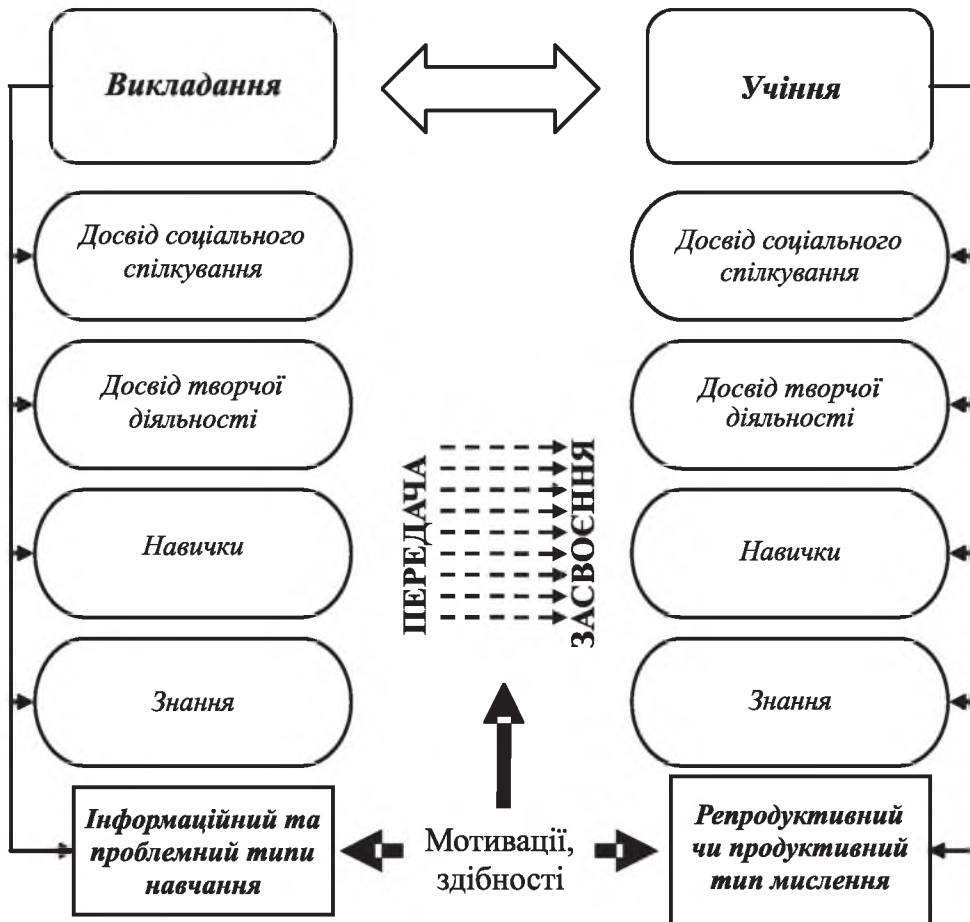 Викладання
Учіння
Досвід соціального
спілкування
Досвід соціального
спілкування
Досвід творчої
діяльності
Досвід творчої
діяльності
ПЕРЕДАЧА
ЗАСВОЄННЯ
Навички
Навички
Знання
Знання
Інформаційний та
проблемний типи
навчання
Мотивації,
здібності
Репродуктивний
чи продуктивний
тип мислення